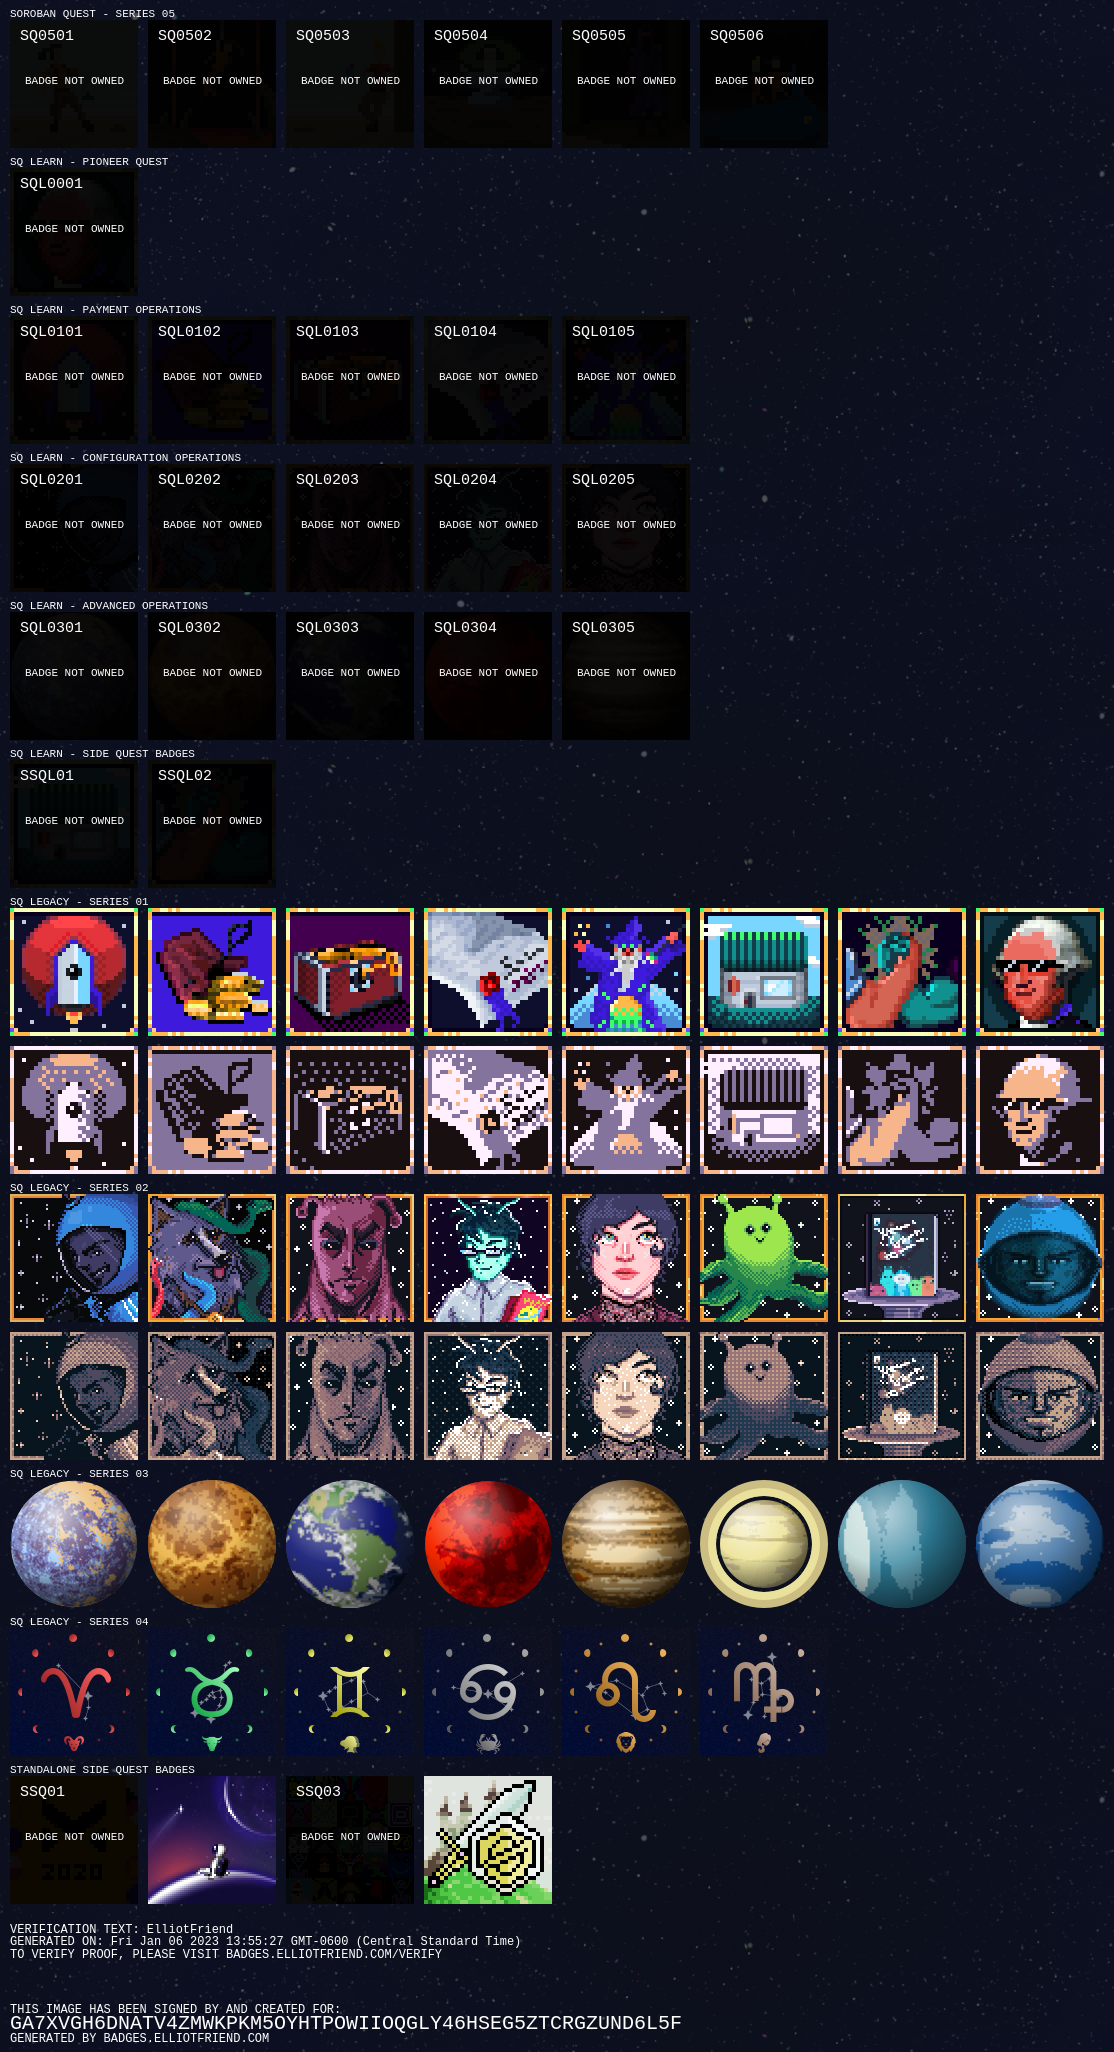 SOROBAN QUEST - SERIES 05
SQ0501 SQ0502 SQ0503 SQ0504 SQ0505 SQ0506
BADGE NOT OWNED BADGE NOT OWNED BADGE NOT OWNED BADGE NOT OWNED BADGE NOT OWNED BADGE NOT OWNED
SQ LEARN - PIONEER QUEST
SQL0001
BADGE NOT OWNED
SQ LEARN - PAYMENT OPERATIONS
SQL0101 SQL0102 SQL0103 SQL0104 SQL0105
BADGE NOT OWNED BADGE NOT OWNED BADGE NOT OWNED BADGE NOT OWNED BADGE NOT OWNED
SQ LEARN - CONFIGURATION OPERATIONS
SQL0201 SQL0202 SQL0203 SQL0204 SQL0205
BADGE NOT OWNED BADGE NOT OWNED BADGE NOT OWNED BADGE NOT OWNED BADGE NOT OWNED
SQ LEARN - ADVANCED OPERATIONS
SQL0301 SQL0302 SQL0303 SQL0304 SQL0305
BADGE NOT OWNED BADGE NOT OWNED BADGE NOT OWNED BADGE NOT OWNED BADGE NOT OWNED
SQ LEARN - SIDE QUEST BADGES
SSQL01 SSQL02
BADGE NOT OWNED BADGE NOT OWNED
SQ LEGACY - SERIES 01
SQ LEGACY - SERIES 02
SQ LEGACY - SERIES 03
SQ LEGACY - SERIES 04
STANDALONE SIDE QUEST BADGES
SSQ01 SSQ03
BADGE NOT OWNED BADGE NOT OWNED
2020
VERIFICATION TEXT: ElliotFriend
GENERATED ON: Fri Jan 06 2023 13:55:27 GMT-0600 (Central Standard Time)
TO VERIFY PROOF, PLEASE VISIT BADGES.ELLIOTFRIEND.COM/VERIFY
THIS IMAGE HAS BEEN SIGNED BY AND CREATED FOR:
GA7XVGH6DNATV4ZMWKPKM5OYHTPOWIIOQGLY46HSEG5ZTCRGZUND6L5F
GENERATED BY BADGES.ELLIOTFRIEND.COM